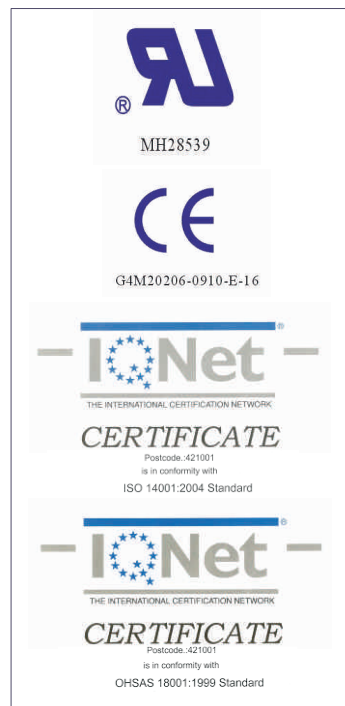 RU
®
MH28539
CE
G4M20206-0910-E-16
®
IQNet
THE INTERNATIONAL CERTIFICATION NETWORK
CERTIFICATE
Postcode.:421001
is in conformity with
ISO 14001:2004 Standard
®
IQNet
THE INTERNATIONAL CERTIFICATION NETWORK
CERTIFICATE
Postcode.:421001
is in conformity with
OHSAS 18001:1999 Standard